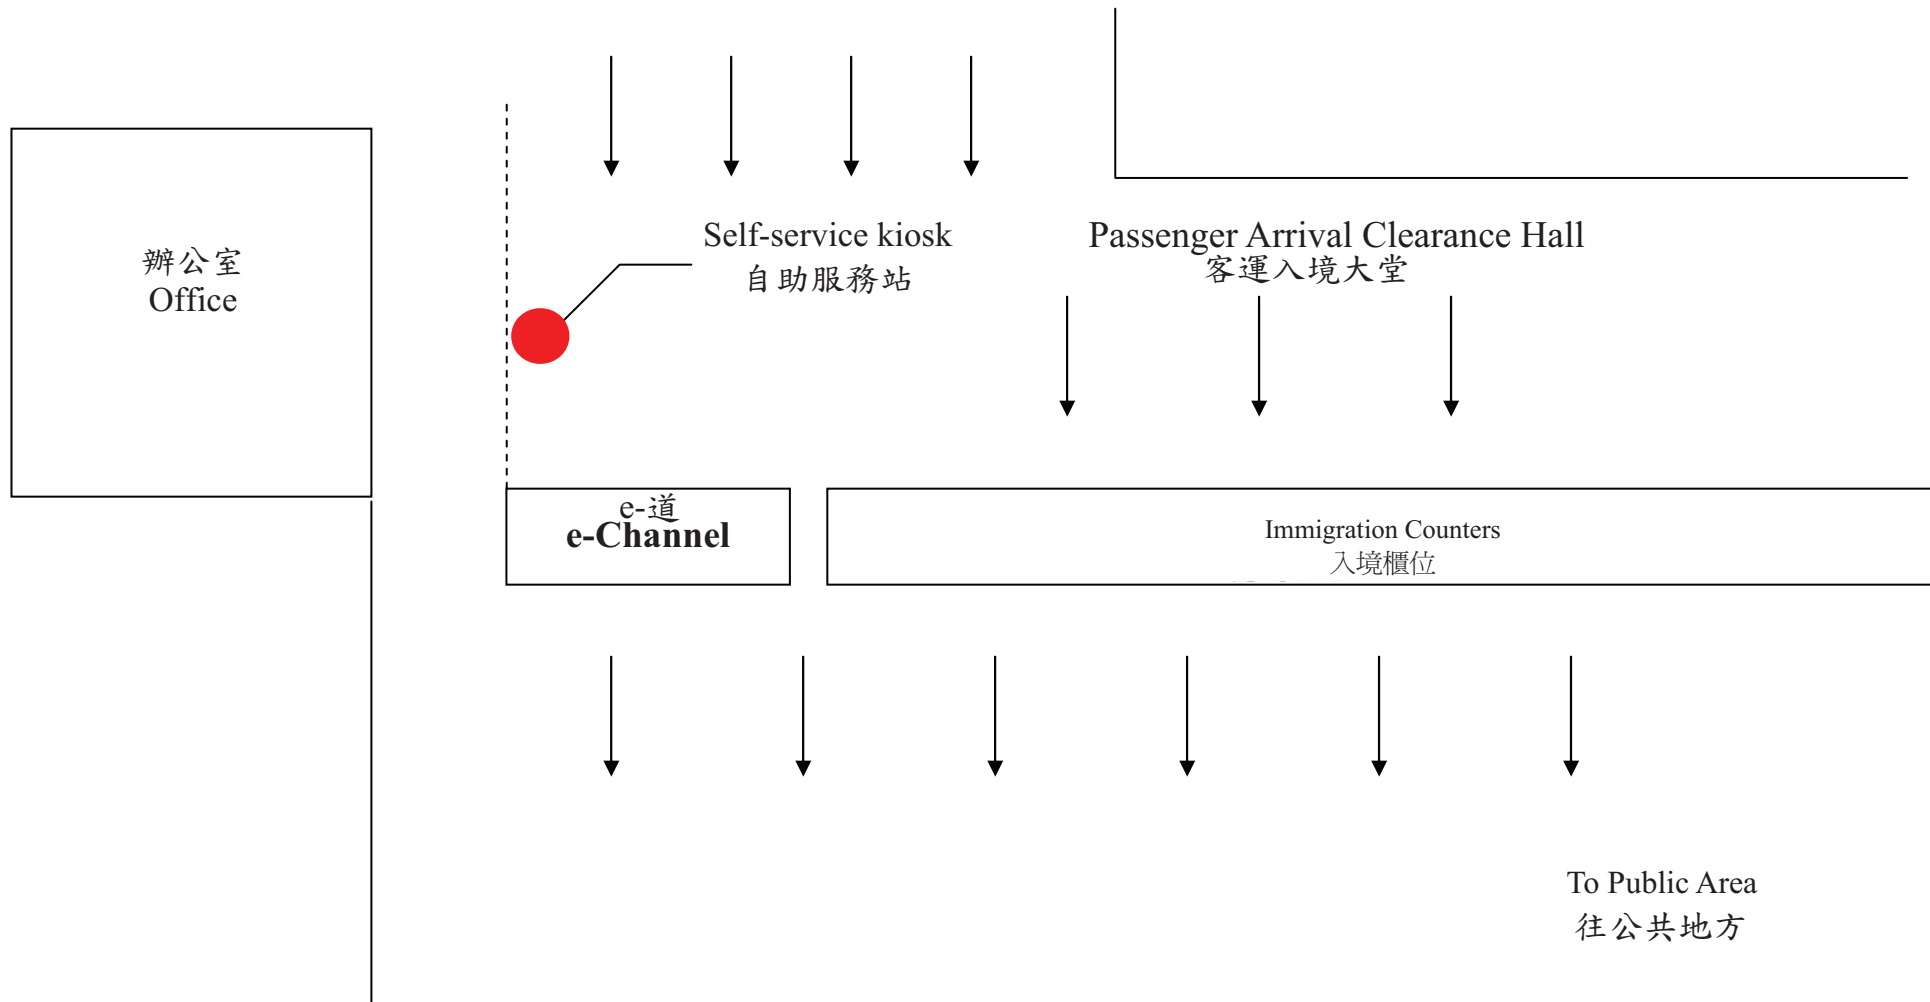 辦公室
Office
Self-service kiosk
自助服務站
Passenger Arrival Clearance Hall
客運入境大堂
e-道
e-Channel
Immigration Counters
入境櫃位
To Public Area
往公共地方